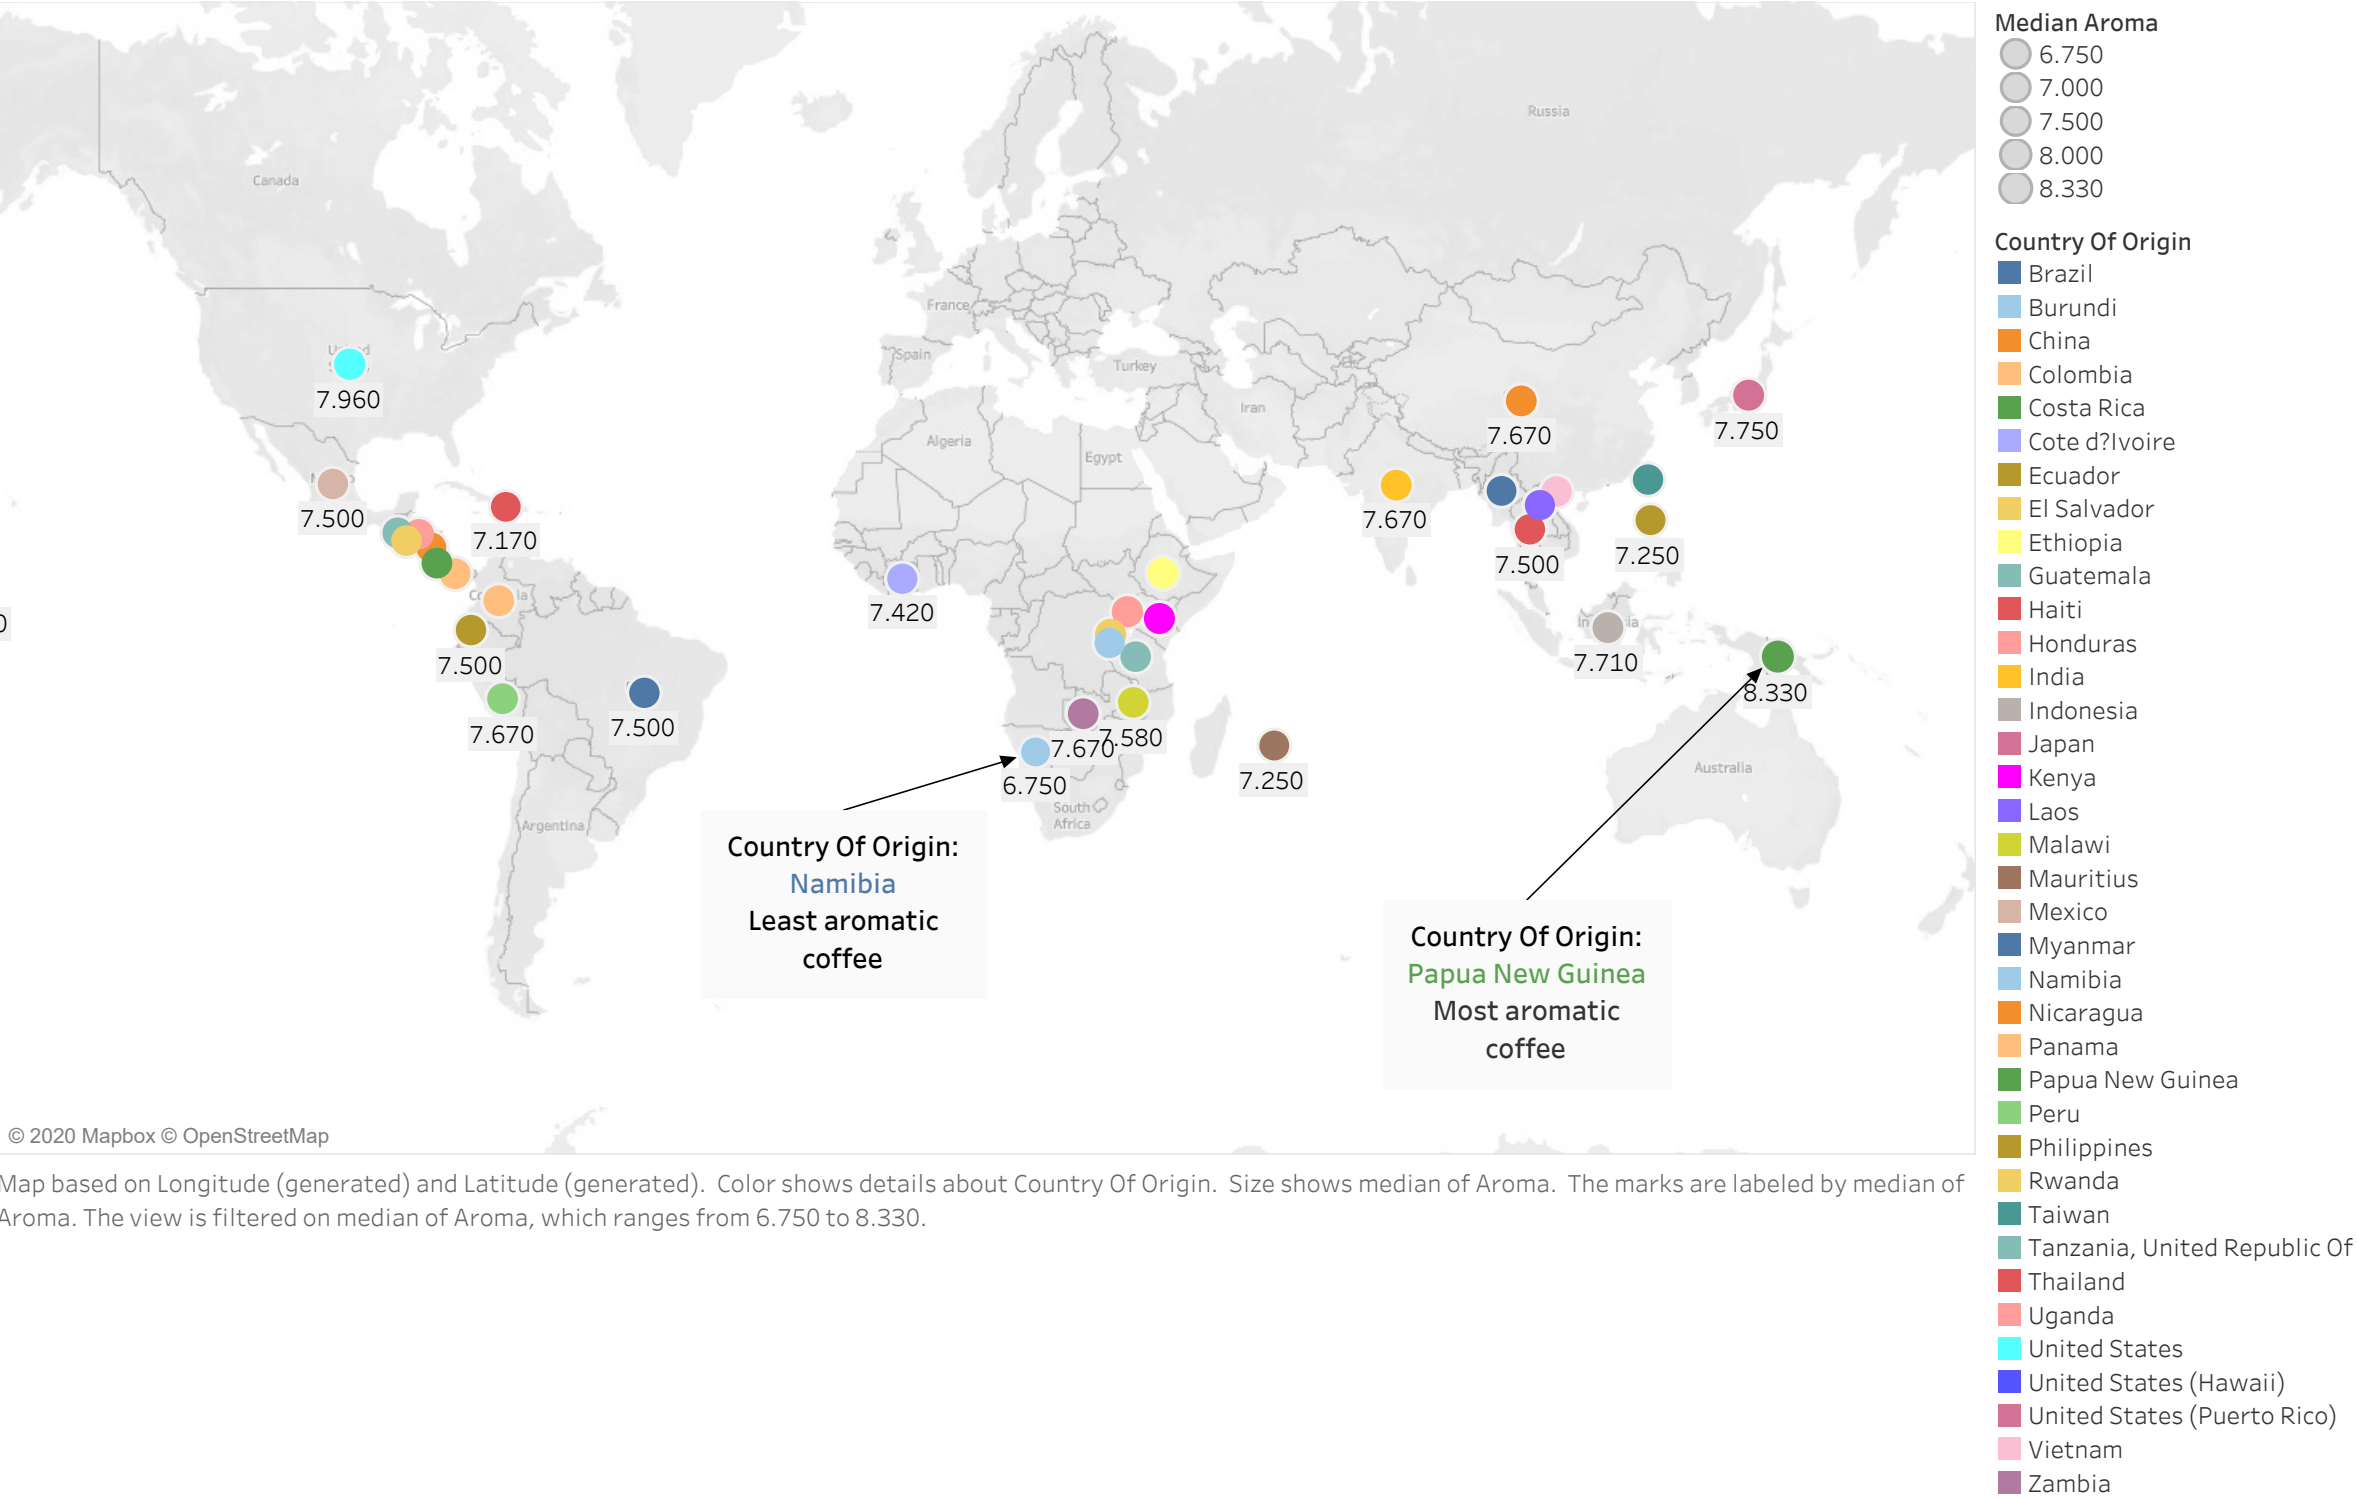 Russia
Canada
France
Spain
Turkey
Iran
Algeria
Egypt
7.960
7.670
7.750
7.500
7.170
7.670
7.500
7.250
7.420
7.500
7.710
8.330
7.670
7.500
7.670
7.580
6.750
7.250
South
Africa
Argentina
Australia
Country Of Origin:
Namibia
Least aromatic
coffee
Country Of Origin:
Papua New Guinea
Most aromatic
coffee
© 2020 Mapbox © OpenStreetMap
Map based on Longitude (generated) and Latitude (generated).  Color shows details about Country Of Origin.  Size shows median of Aroma.  The marks are labeled by median of
Aroma. The view is filtered on median of Aroma, which ranges from 6.750 to 8.330.
Median Aroma
6.750
7.000
7.500
8.000
8.330
Country Of Origin
Brazil
Burundi
China
Colombia
Costa Rica
Cote d?Ivoire
Ecuador
El Salvador
Ethiopia
Guatemala
Haiti
Honduras
India
Indonesia
Japan
Kenya
Laos
Malawi
Mauritius
Mexico
Myanmar
Namibia
Nicaragua
Panama
Papua New Guinea
Peru
Philippines
Rwanda
Taiwan
Tanzania, United Republic Of
Thailand
Uganda
United States
United States (Hawaii)
United States (Puerto Rico)
Vietnam
Zambia